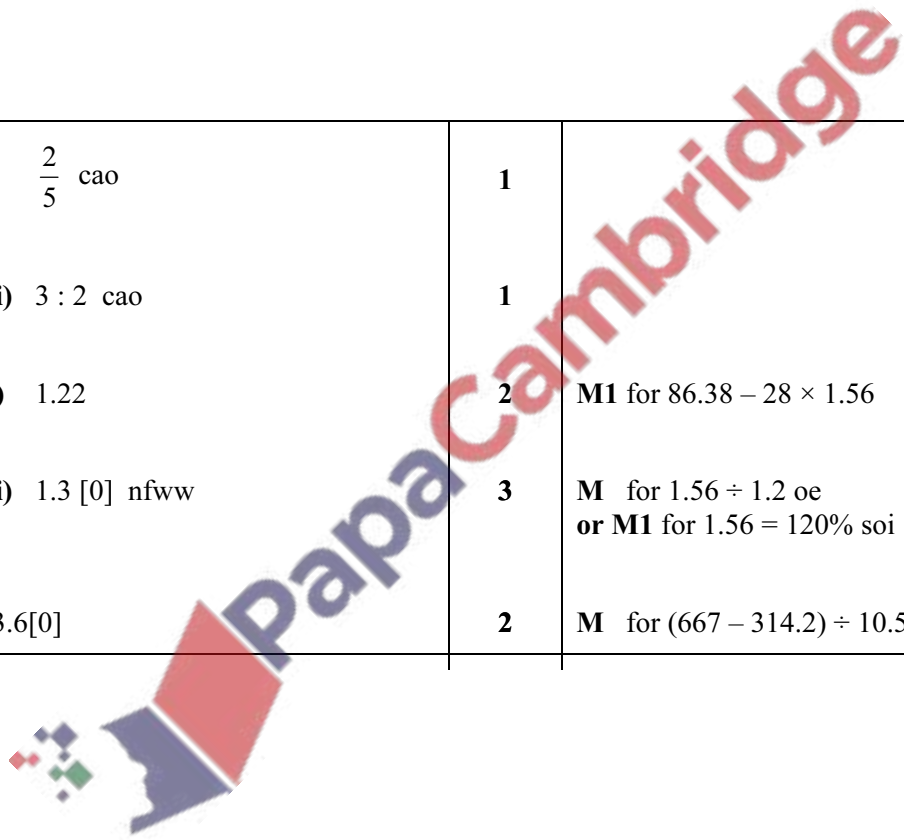 2/5 cao 1
i) 3 : 2 cao 1
) 1.22 2 M1 for 86.38 – 28 × 1.56
i) 1.3 [0] nfww 3 M for 1.56 ÷ 1.2 oe
or M1 for 1.56 = 120% soi
3.6[0] 2 M for (667 – 314.2) ÷ 10.5
PapaCambridge